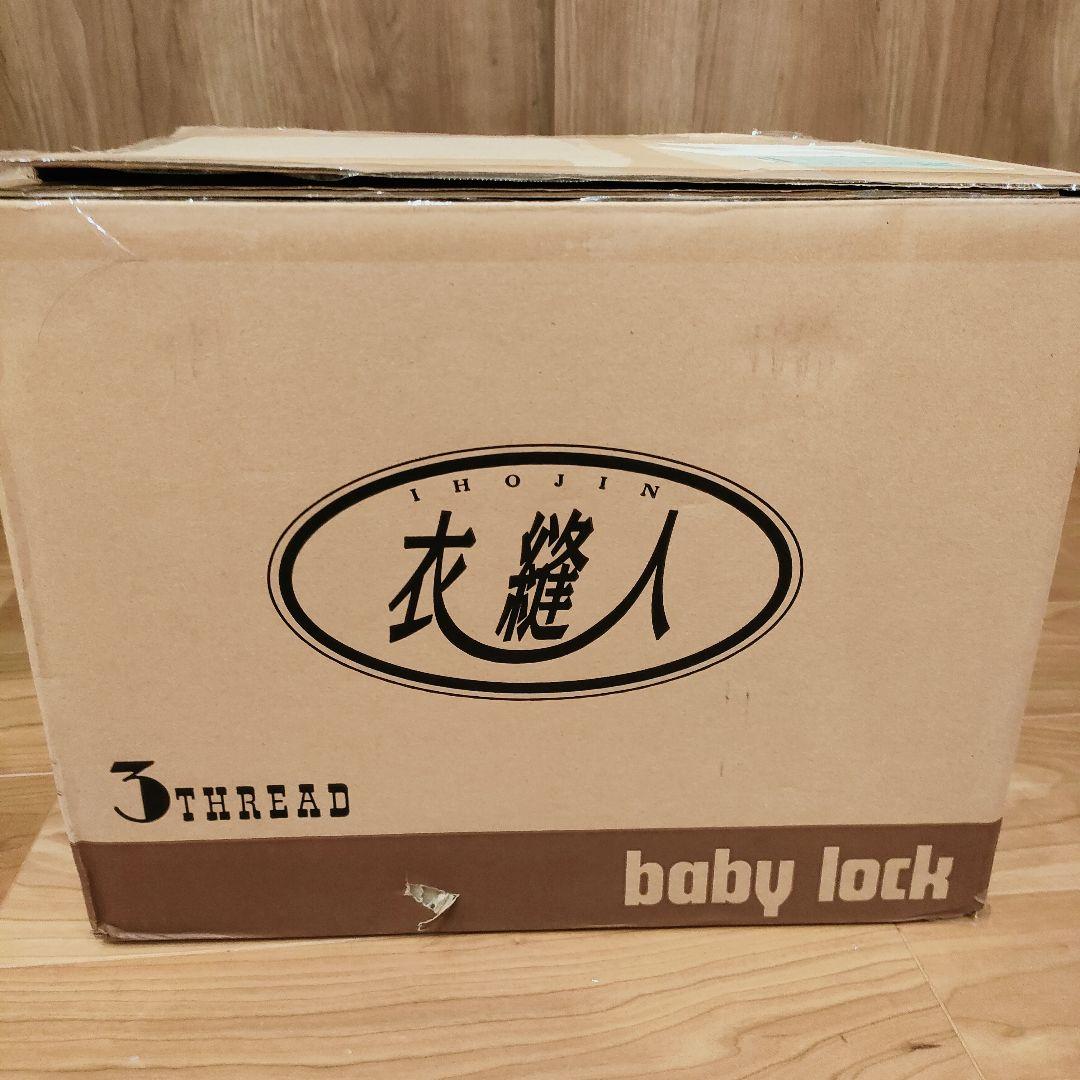 IHOJIN
衣縫人
3THREAD
baby lock